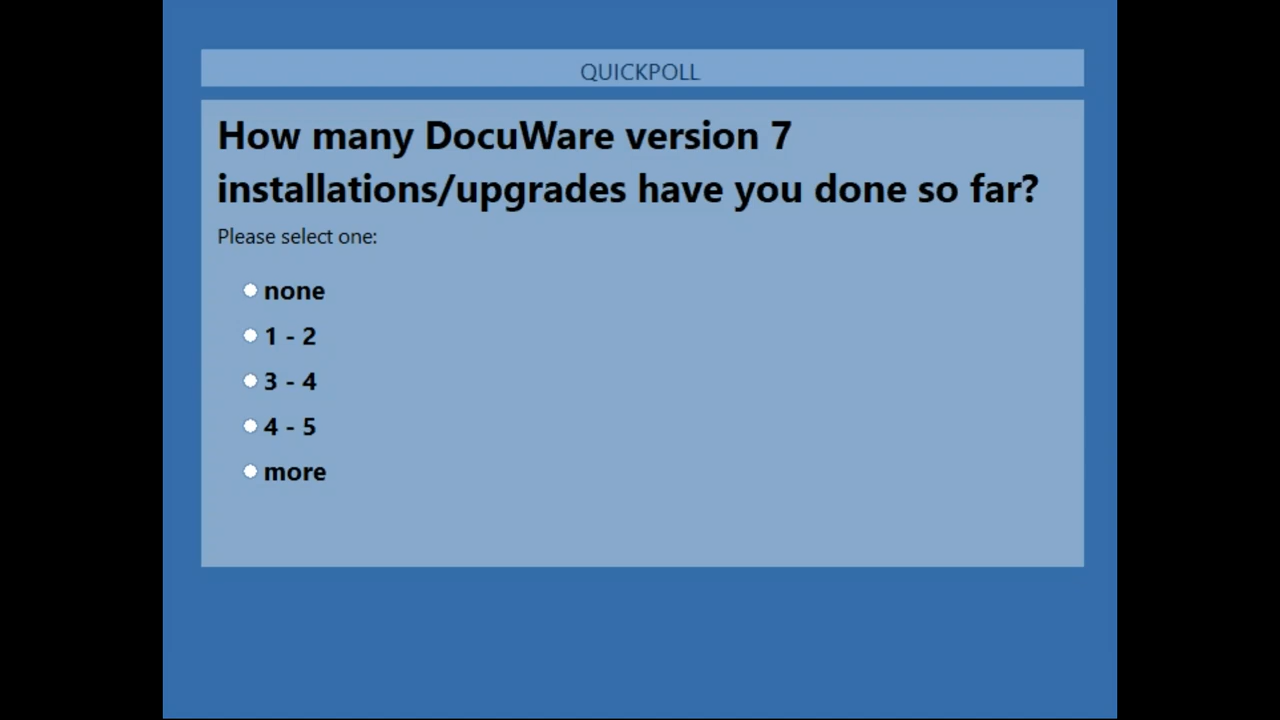 QUICKPOLL
How many DocuWare version 7
installations/upgrades have you done so far?
Please select one:
none
1 - 2
3 - 4
4 - 5
more